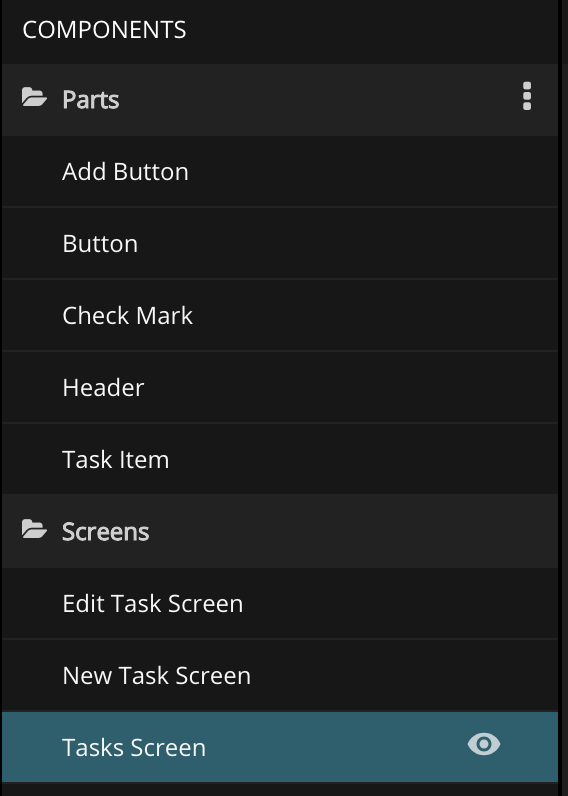 COMPONENTS
Parts
Add Button
Button
Check Mark
Header
Task Item
Screens
Edit Task Screen
New Task Screen
Tasks Screen